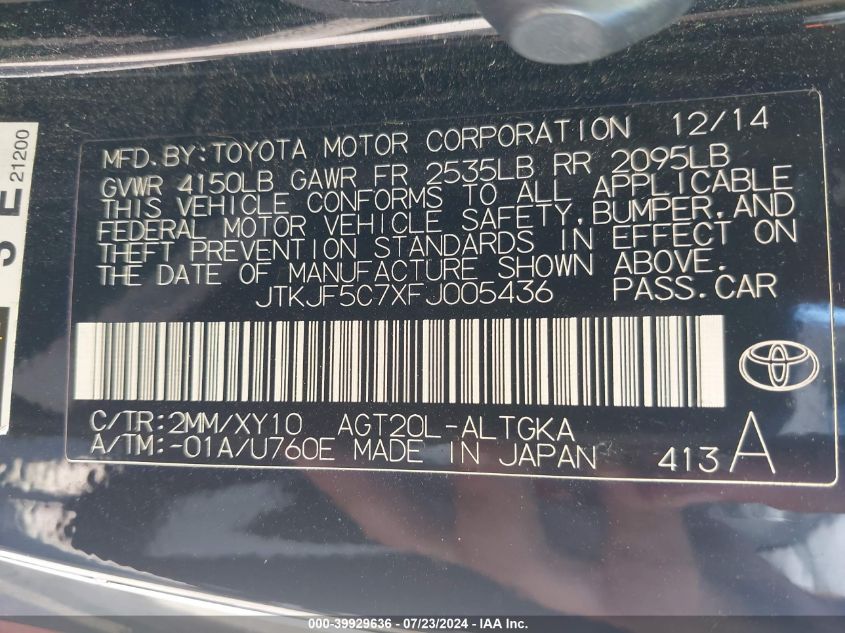 MFD.BY:TOYOTA MOTOR CORPORATION 12/14
GVWR 4150LB GAWR FR 2535LB RR 2095LB
THIS VEHICLE CONFORMS TO ALL APPLICABLE
FEDERAL MOTOR VEHICLE SAFETY,BUMPER,AND
THEFT PREVENTION STANDARDS IN EFFECT ON
THE DATE OF MANUFACTURE SHOWN ABOVE.
JTKJF5C7XFJ005436 PASS.CAR
C/TR:2MM/XY10 AGT20L-ALTGKA
A/TM:-01A/U760E MADE IN JAPAN 413A
21200
000-39929636 / 07/23/2024 - IAA Inc.